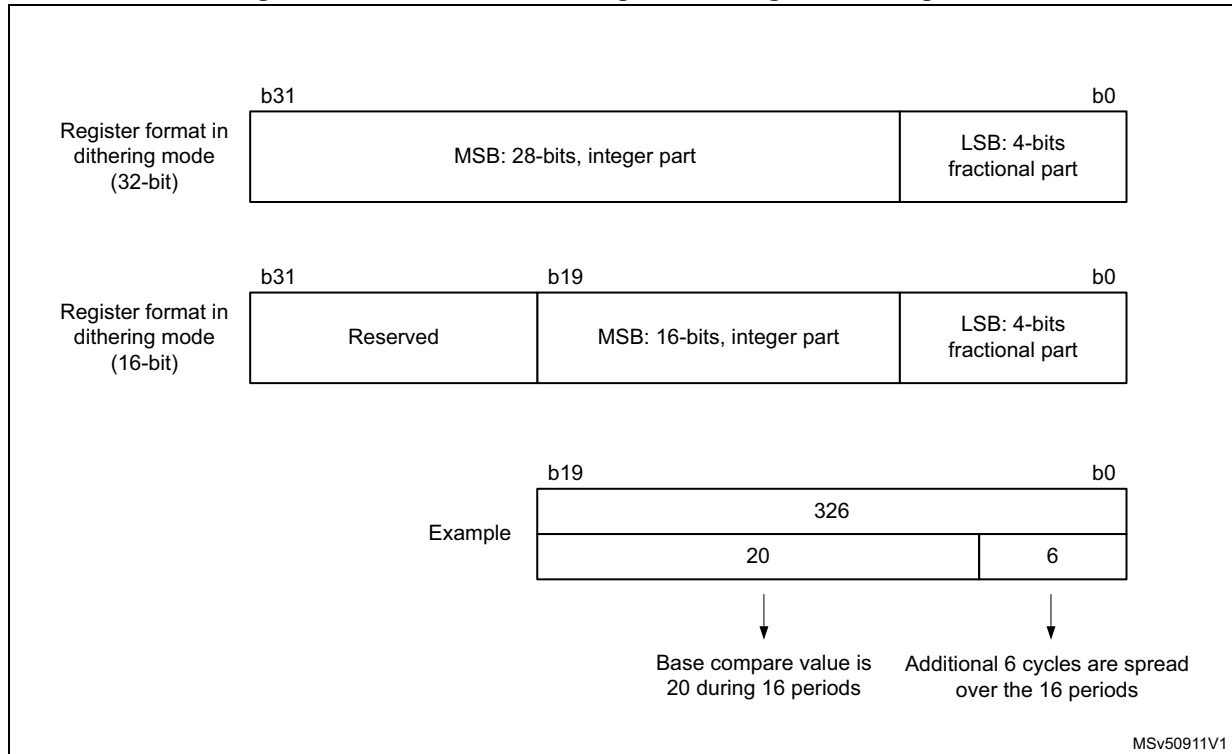 b31 b0
Register format in
dithering mode
(32-bit)
MSB: 28-bits, integer part
LSB: 4-bits
fractional part
b31 b19 b0
Register format in
dithering mode
(16-bit)
Reserved
MSB: 16-bits, integer part
LSB: 4-bits
fractional part
b19 b0
Example
326
20 6
Base compare value is
20 during 16 periods
Additional 6 cycles are spread
over the 16 periods
MSv50911V1